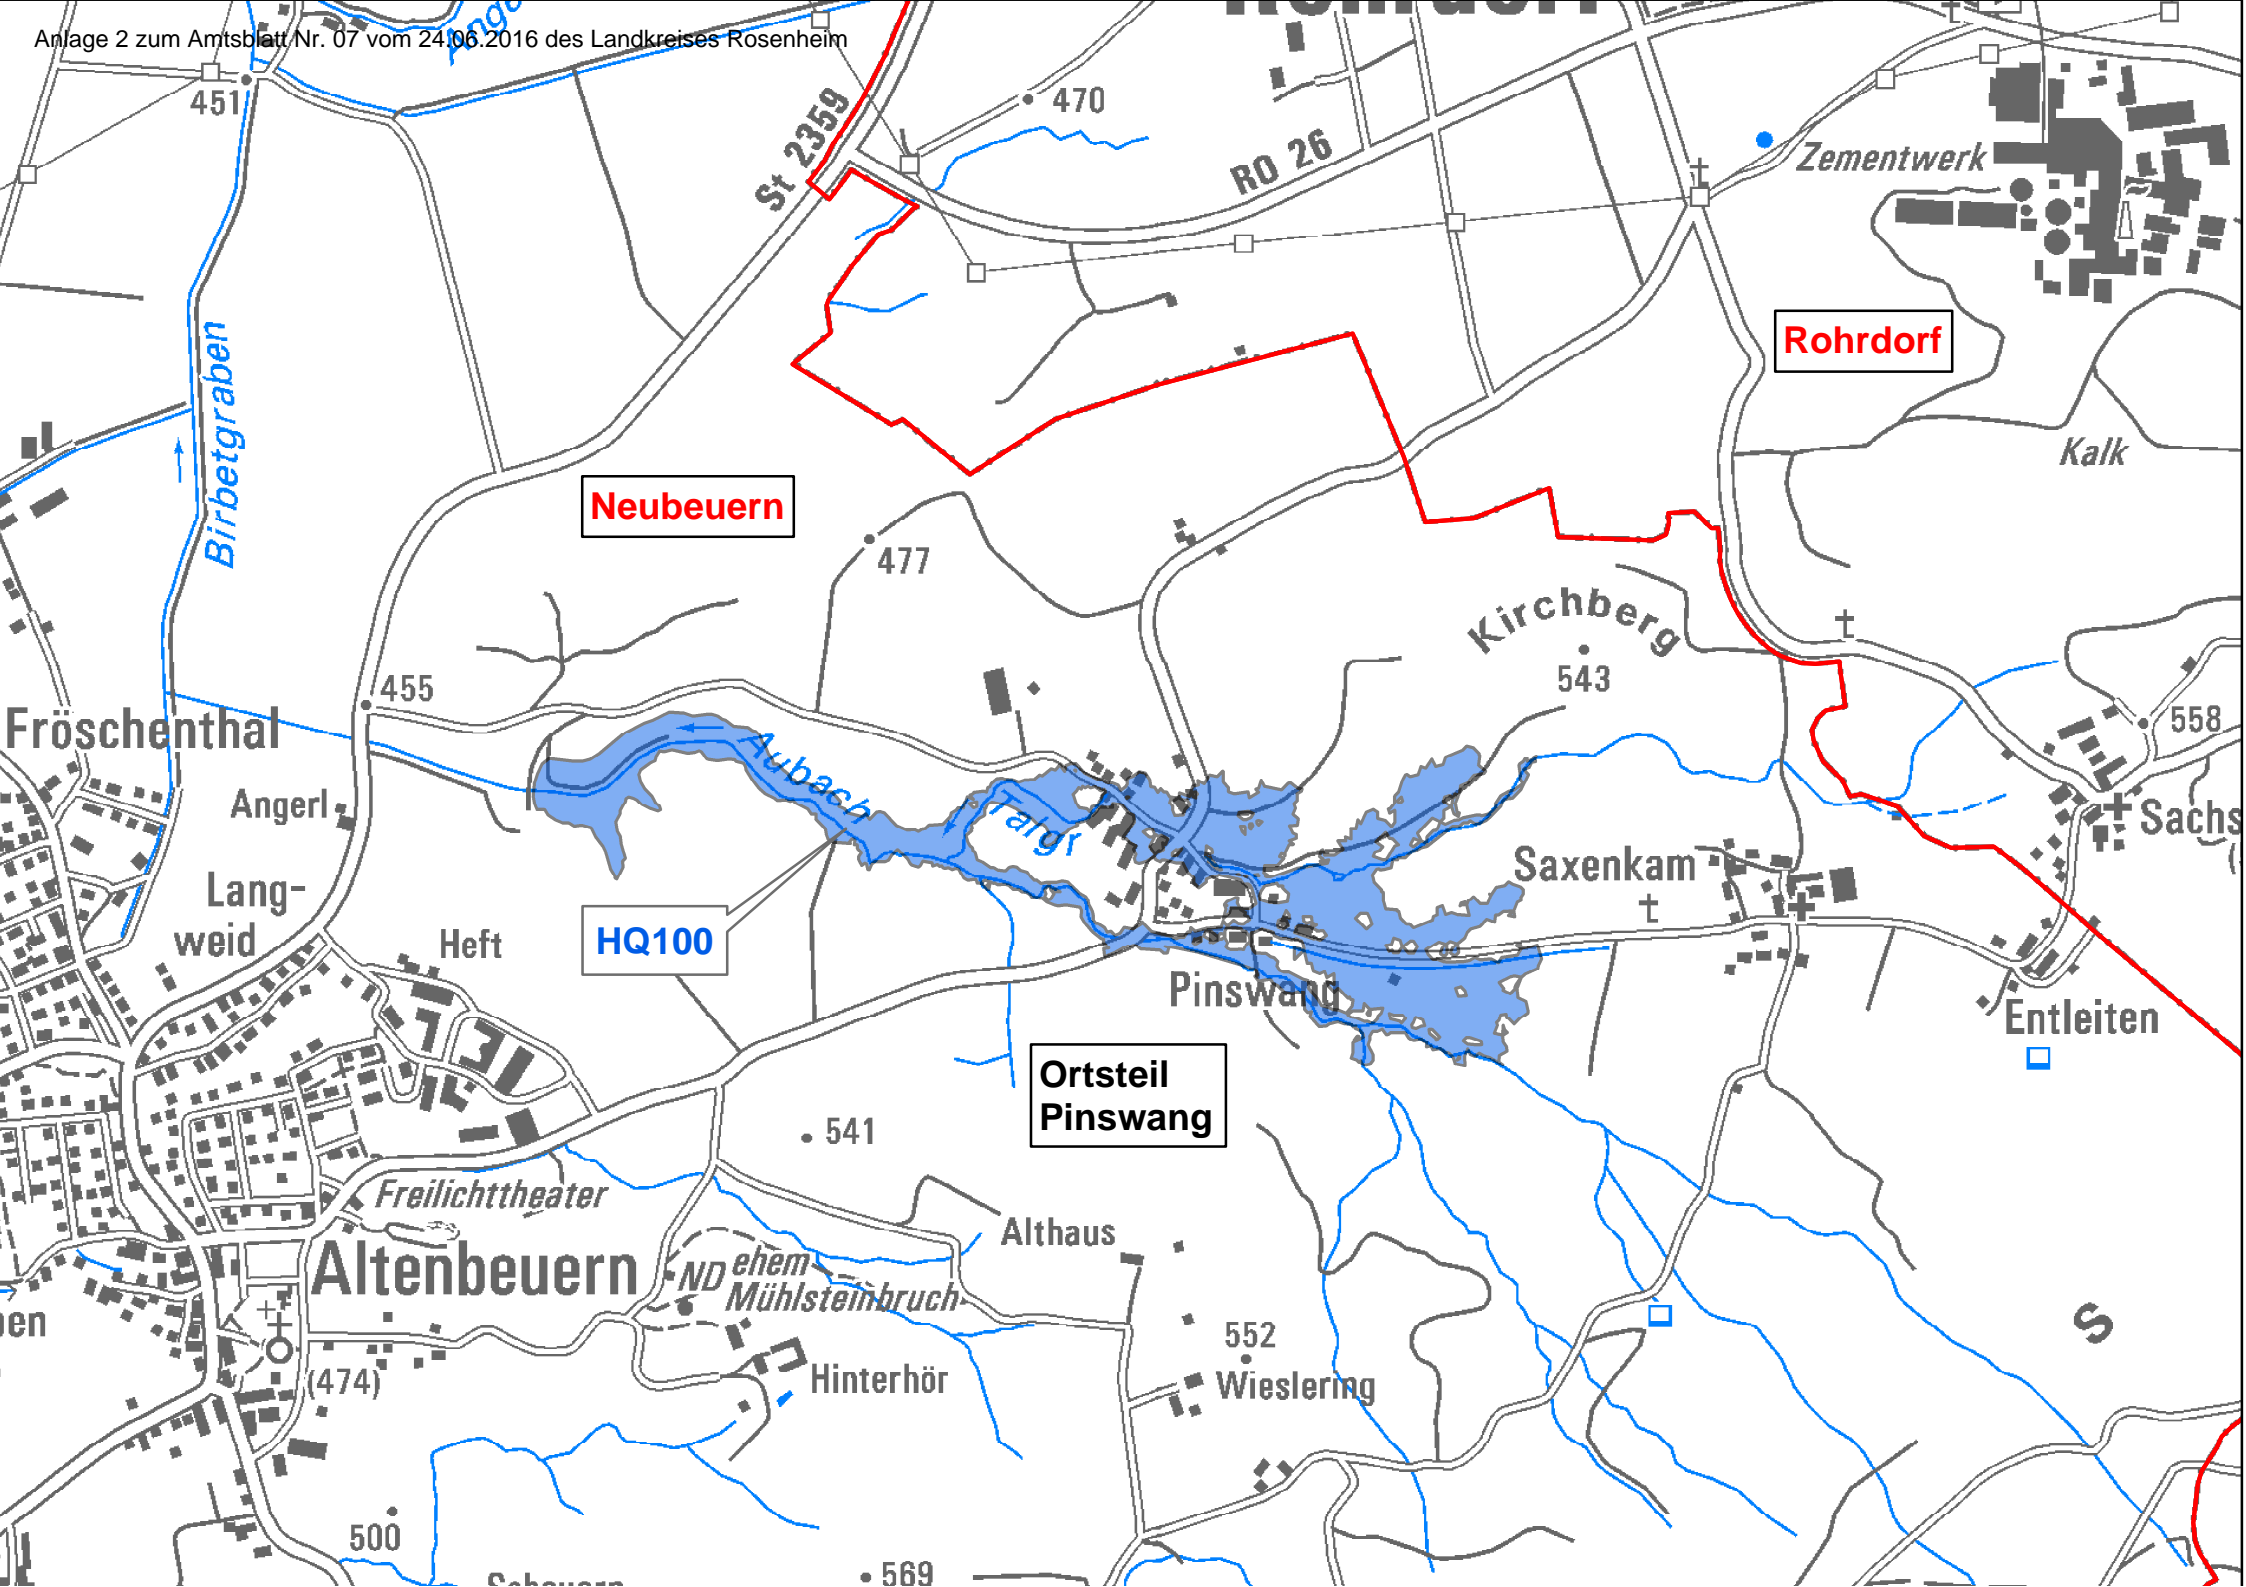 Anlage 2 zum Amtsblatt Nr. 07 vom 24.06.2016 des Landkreises Rosenheim
Rohrdorf
451
St 2359
470
RO 26
Zementwerk
Birbetgraben
Rohrdorf
Kalk
Neubeuern
477
Kirchberg
543
455
558
Fröschenthal
Aubach
Talgr
Angerl
Sachs
Saxenkam
Lang-
weid
Heft
HQ100
Pinswang
Entleiten
Ortsteil
Pinswang
541
Freilichttheater
Althaus
Altenbeuern
ND ehem
Mühlsteinbruch
en
552
S
Hinterhör
Wieslering
(474)
500
569